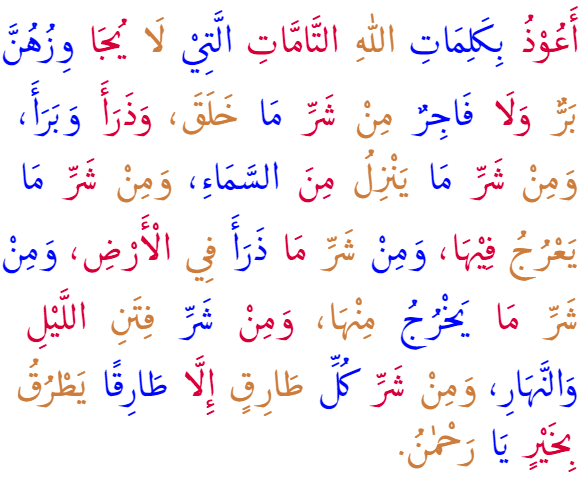 أَعُوْذُ بِكَلِمَاتِ اللهِ التَّامَّاتِ الَّتِيْ لَا يُجَا وِزُهُنَّ
بَرٌّ وَلَا فَاجِرٌ مِنْ شَرِّ مَا خَلَقَ، وَذَرَأَ وَبَرَأَ،
وَمِنْ شَرِّ مَا يَنْزِلُ مِنَ السَّمَاءِ، وَمِنْ شَرِّ مَا
يَعْرُجُ فِيْهَا، وَمِنْ شَرِّ مَا ذَرَأَ فِي الْأَرْضِ، وَمِنْ
شَرِّ مَا يَخْرُجُ مِنْهَا، وَمِنْ شَرِّ فِتَنِ اللَّيْلِ
وَالنَّهَارِ، وَمِنْ شَرِّ كُلِّ طَارِقٍ إِلَّا طَارِقًا يَطْرُقُ
بِخَيْرٍ يَا رَحْمٰنُ.